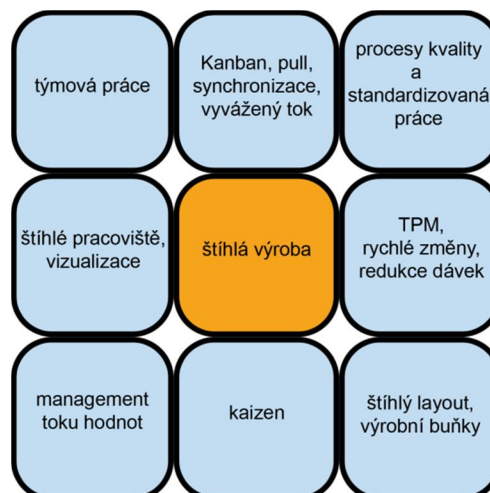 týmová práce
Kanban, pull,
synchronizace,
vyvážený tok
procesy kvality
a
standardizovaná
práce
štíhlé pracoviště,
vizualizace
štíhlá výroba
TPM,
rychlé změny,
redukce dávek
management
toku hodnot
kaizen
štíhlý layout,
výrobní buňky